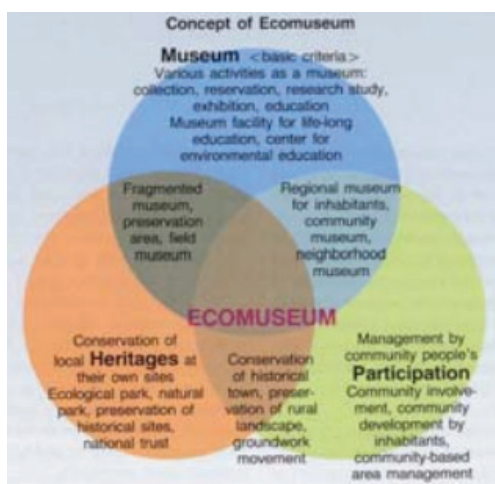 Concept of Ecomuseum
Museum <basic criteria>
Various activities as a museum:
collection, reservation, research study,
exhibition, education
Museum facility for life-long
education, center for
environmental education
Fragmented
museum,
preservation
area, field
museum
Regional museum
for inhabitants,
community
museum,
neighborhood
museum
ECOMUSEUM
Conservation of
local Heritages at
their own sites
Ecological park, natural
park, preservation of
historical sites,
national trust
Conservation
of historical
town, preser-
vation of rural
landscape,
groundwork
movement
Management by
community people's
Participation
Community involve-
ment, community
development by
inhabitants,
community-based
area management